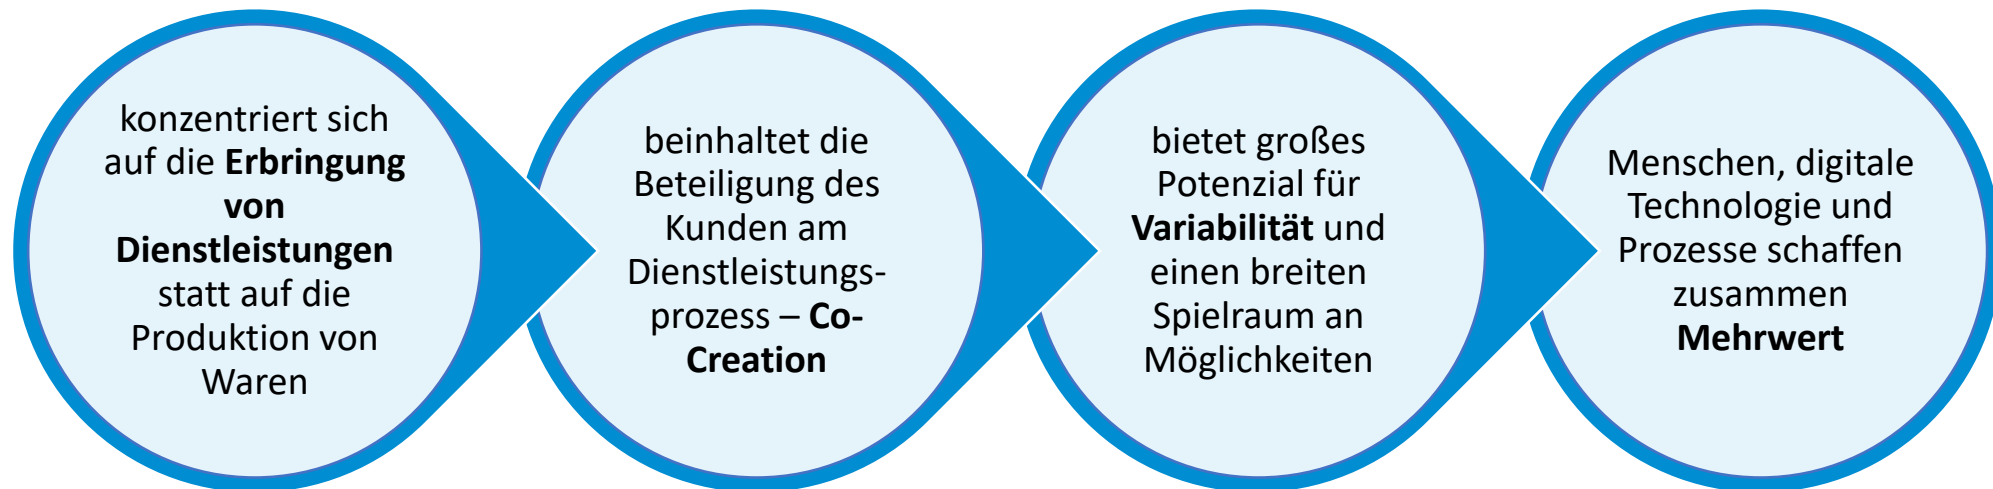 konzentriert sich
auf die Erbringung
von
Dienstleistungen
statt auf die
Produktion von
Waren
beinhaltet die
Beteiligung des
Kunden am
Dienstleistungs-
prozess – Co-
Creation
bietet großes
Potenzial für
Variabilität und
einen breiten
Spielraum an
Möglichkeiten
Menschen, digitale
Technologie und
Prozesse schaffen
zusammen
Mehrwert